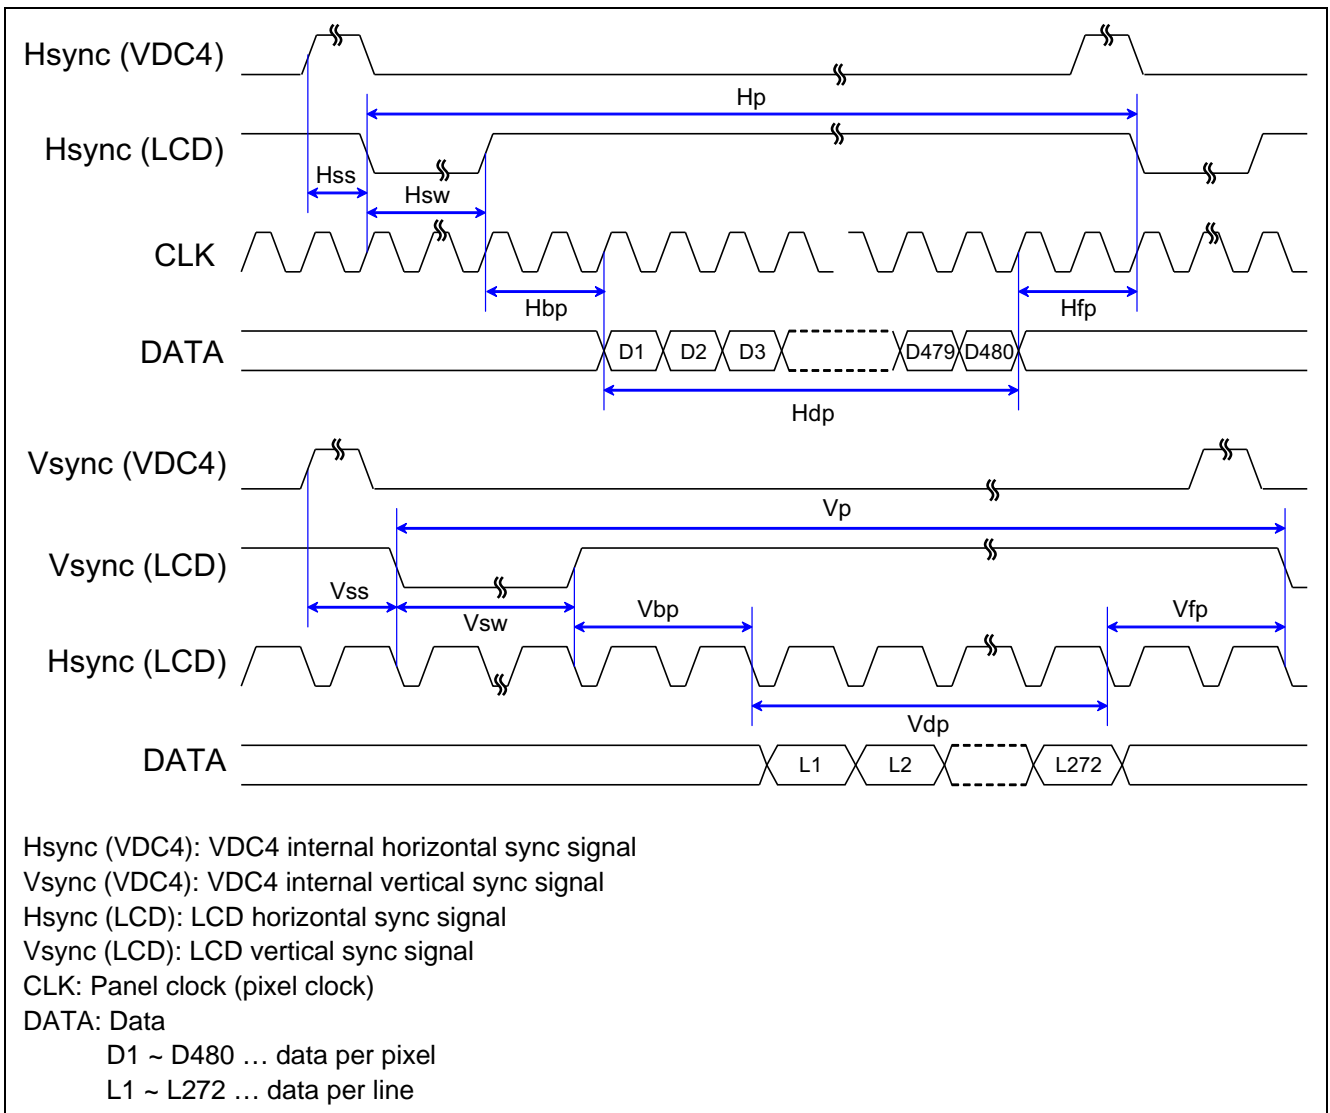 Hsync (VDC4)
Hp
Hsync (LCD)
Hss
Hsw
CLK
Hbp
Hfp
DATA
D1
D2
D3
D479
D480
Hdp
Vsync (VDC4)
Vp
Vsync (LCD)
Vss
Vsw
Vbp
Vfp
Hsync (LCD)
Vdp
DATA
L1
L2
L272
Hsync (VDC4): VDC4 internal horizontal sync signal
Vsync (VDC4): VDC4 internal vertical sync signal
Hsync (LCD): LCD horizontal sync signal
Vsync (LCD): LCD vertical sync signal
CLK: Panel clock (pixel clock)
DATA: Data
D1 ~ D480 … data per pixel
L1 ~ L272 … data per line